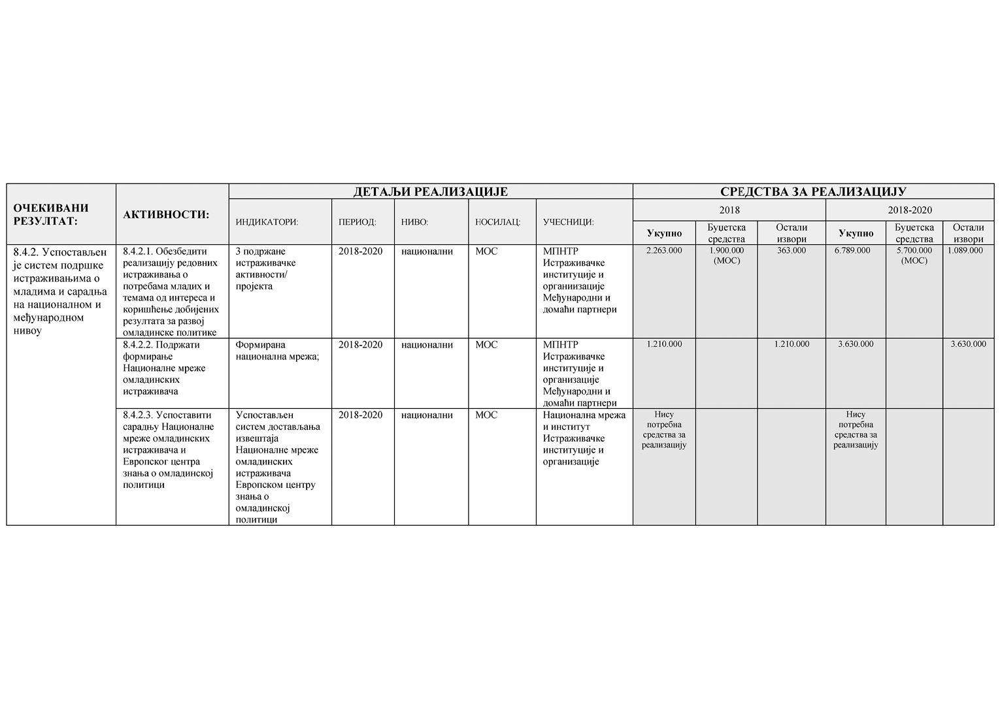 ОЧЕКИВАНИ
РЕЗУЛТАТ:
АКТИВНОСТИ:
ДЕТАЉИ РЕАЛИЗАЦИЈЕ
СРЕДСТВА ЗА РЕАЛИЗАЦИЈУ
ИНДИКАТОРИ:
ПЕРИОД:
НИВО:
НОСИЛАЦ:
УЧЕСНИЦИ:
2018
2018-2020
Укупно
Буџетска
средства
Остали
извори
Укупно
Буџетска
средства
Остали
извори
8.4.2. Успостављен
је систем подршке
истраживањима о
младима и сарадња
на националном и
међународном
нивоу
8.4.2.1. Обезбедити
реализацију редовних
истраживања о
потребама младих и
темама од интереса и
коришћење добијених
резултата за развој
омладинске политике
3 подржане
истраживачке
активности/
пројекта
2018-2020
национални
МОС
МПНТР
Истраживачке
институције и
органиизације
Међународни и
домаћи партнери
2.263.000
1.900.000
(МОС)
363.000
6.789.000
5.700.000
(МОС)
1.089.000
8.4.2.2. Подржати
формирање
Националне мреже
омладинских
истраживача
Формирана
национална мрежа;
2018-2020
национални
МОС
МПНТР
Истраживачке
институције и
организације
Међународни и
домаћи партнери
1.210.000
1.210.000
3.630.000
3.630.000
8.4.2.3. Успоставити
сарадњу Националне
мреже омладинских
истраживача и
Европског центра
знања о омладинској
политици
Успостављен
систем достављања
извештаја
Националне мреже
омладинских
истраживача
Европском центру
знања о
омладинској
политици
2018-2020
национални
МОС
Национална мрежа
и институт
Истраживачке
институције и
организације
Нису
потребна
средства за
реализацију
Нису
потребна
средства за
реализацију